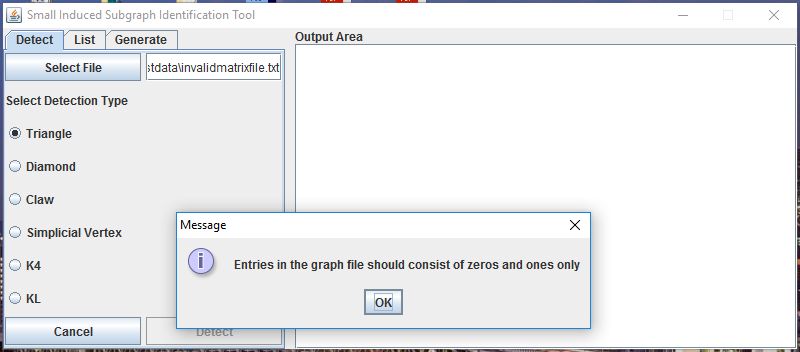 Small Induced Subgraph Identification Tool
Detect List Generate
Output Area
Select File
stdata\invalidmatrixfile.txt
Select Detection Type
Triangle
Diamond
Claw
Simplicial Vertex
K4
KL
Cancel
Detect
Message
Entries in the graph file should consist of zeros and ones only
OK